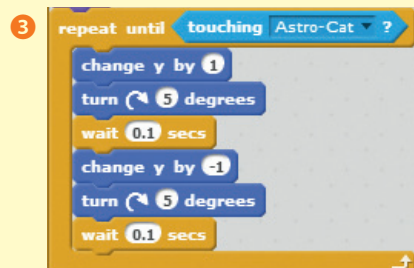 3
repeat until touching Astro-Cat ?
change y by 1
turn 5 degrees
wait 0.1 secs
change y by -1
turn 5 degrees
wait 0.1 secs